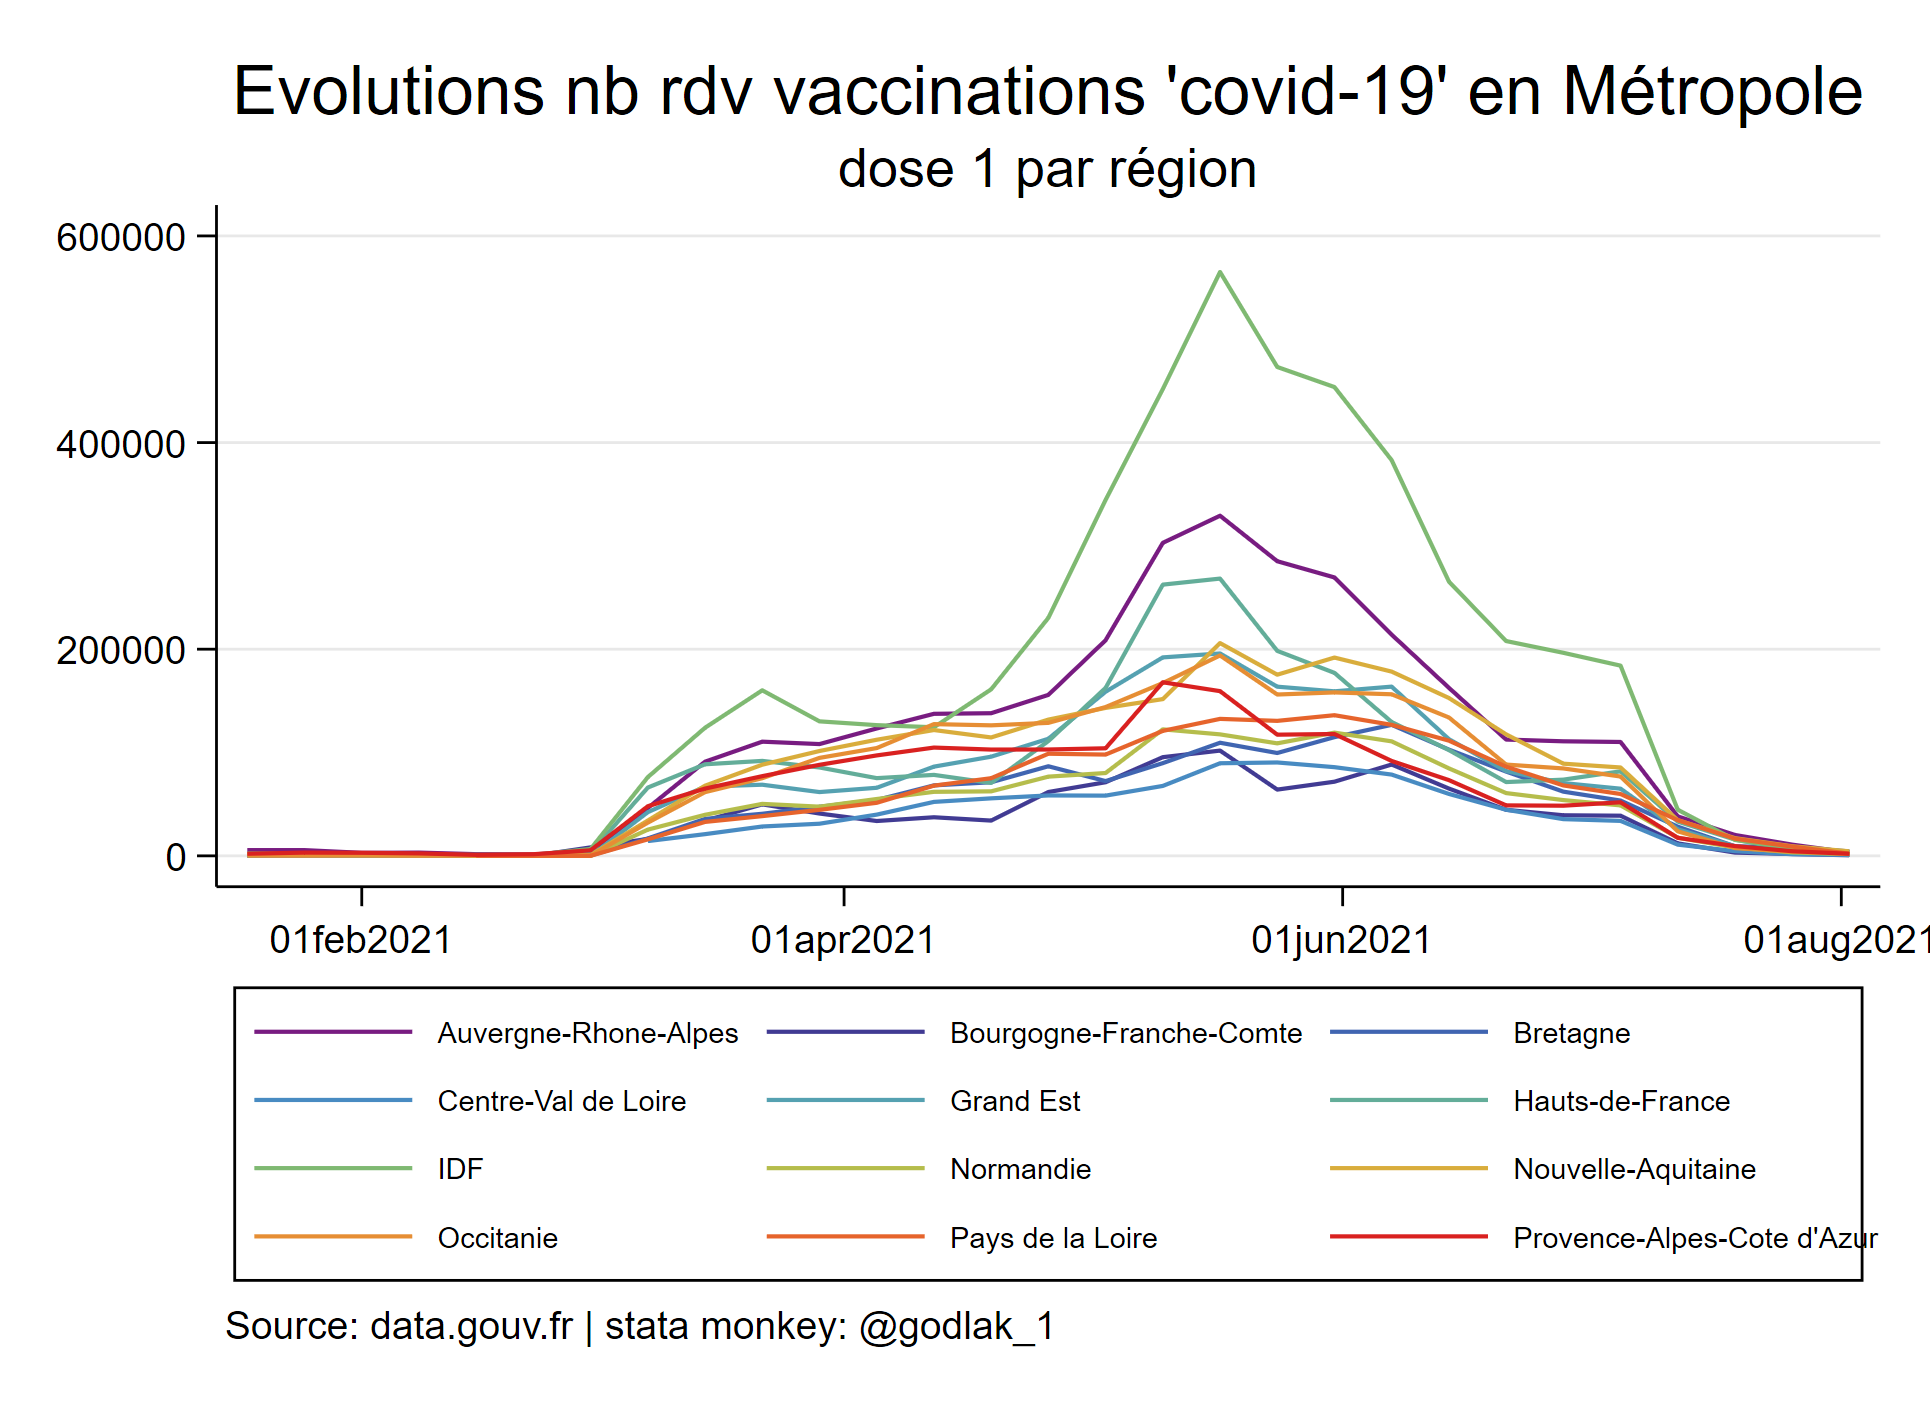 Evolutions nb rdv vaccinations 'covid-19' en Métropole
dose 1 par région
600000
400000
200000
0
01feb2021 01apr2021 01jun2021 01aug2021
Auvergne-Rhone-Alpes Bourgogne-Franche-Comte Bretagne
Centre-Val de Loire Grand Est Hauts-de-France
IDF Normandie Nouvelle-Aquitaine
Occitanie Pays de la Loire Provence-Alpes-Cote d'Azur
Source: data.gouv.fr | stata monkey: @godlak_1